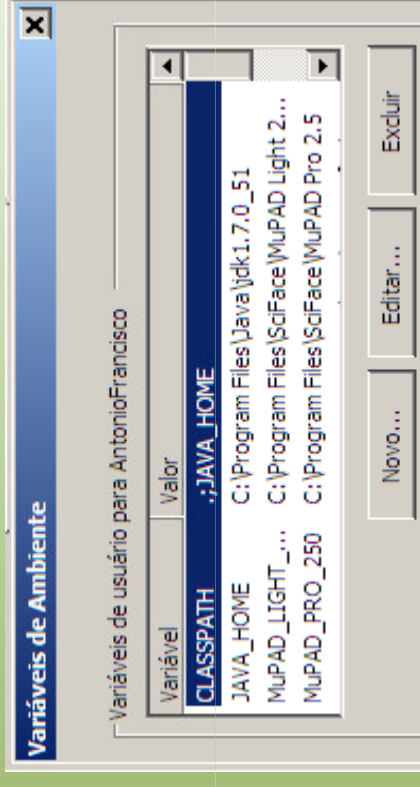 Variáveis de Ambiente
Variáveis de usuário para AntonioFrancisco
Variável Valor
CLASSPATH .;JAVA_HOME
JAVA_HOME C:\Program Files\Java\jdk1.7.0_51
MuPAD_LIGHT_... C:\Program Files\SciFace\MuPAD Light 2...
MuPAD_PRO_250 C:\Program Files\SciFace\MuPAD Pro 2.5
Novo... Editar... Excluir